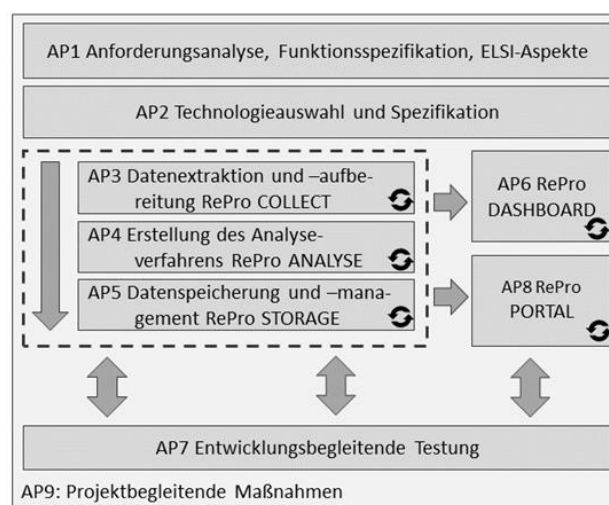 AP1 Anforderungsanalyse, Funktionsspezifikation, ELSI-Aspekte
AP2 Technologieauswahl und Spezifikation
AP3 Datenextraktion und –aufbe-
reitung RePro COLLECT
AP4 Erstellung des Analyse-
verfahrens RePro ANALYSE
AP5 Datenspeicherung und –mana-
gement RePro STORAGE
AP6 RePro
DASHBOARD
AP8 RePro
PORTAL
AP7 Entwicklungsbegleitende Testung
AP9: Projektbegleitende Maßnahmen